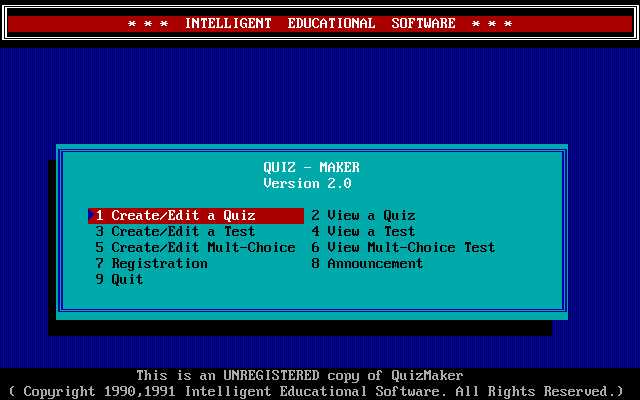 * * * INTELLIGENT EDUCATIONAL SOFTWARE * * *
QUIZ - MAKER
Version 2.0
1 Create/Edit a Quiz 2 View a Quiz
3 Create/Edit a Test 4 View a Test
5 Create/Edit Mult-Choice 6 View Mult-Choice Test
7 Registration 8 Announcement
9 Quit
This is an UNREGISTERED copy of QuizMaker
( Copyright 1990,1991 Intelligent Educational Software. All Rights Reserved.)